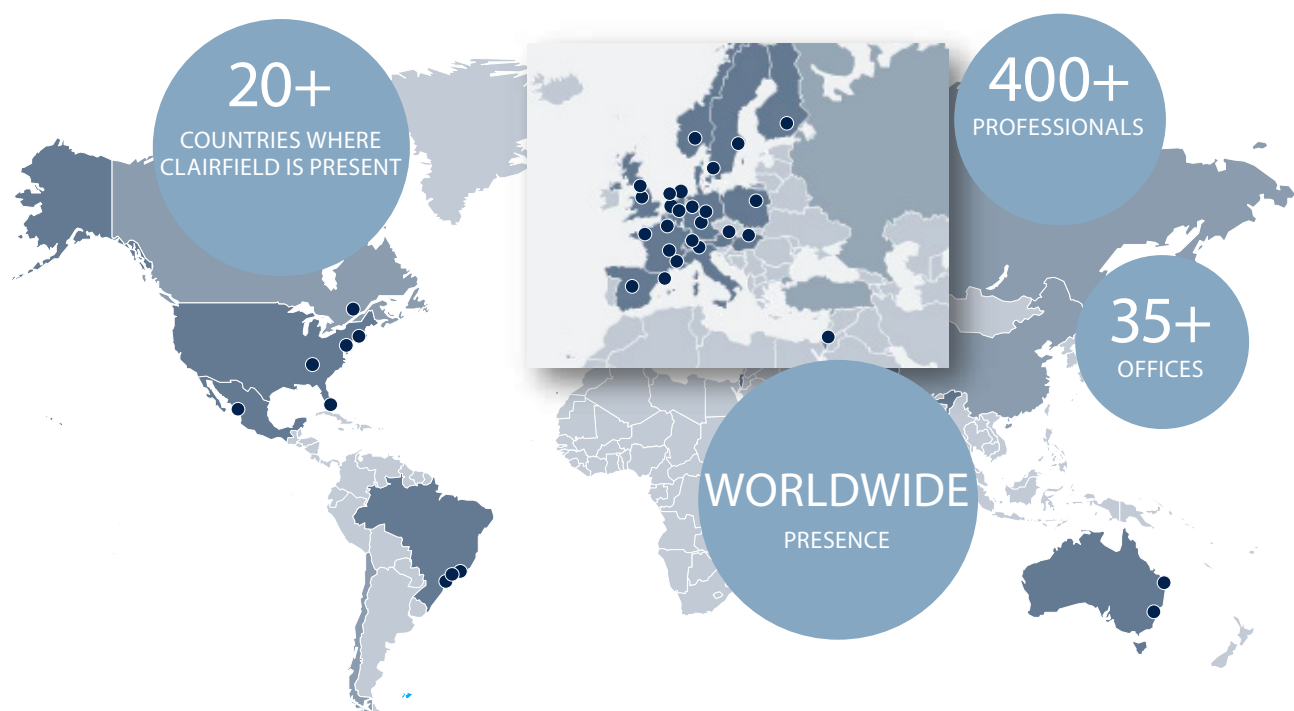 20+
COUNTRIES WHERE
CLAIRFIELD IS PRESENT
400+
PROFESSIONALS
35+
OFFICES
WORLDWIDE
PRESENCE